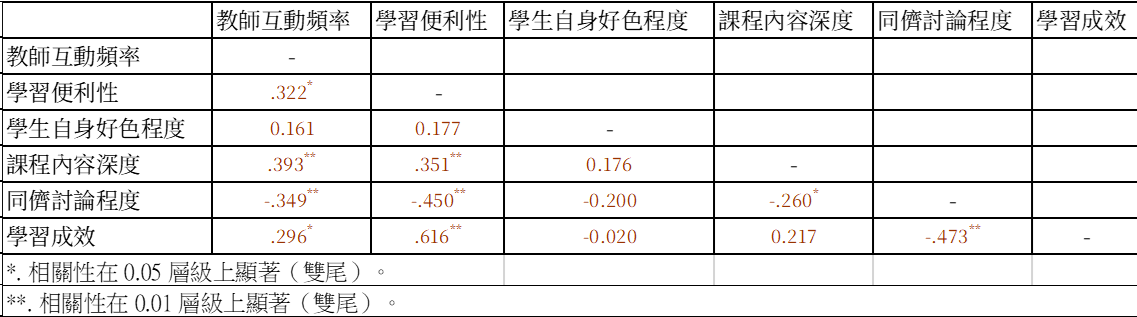 教師互動頻率 學習便利性 學生自身好色程度 課程內容深度 同儕討論程度 學習成效
教師互動頻率 -
學習便利性 .322* -
學生自身好色程度 0.161 0.177 -
課程內容深度 .393** .351** 0.176 -
同儕討論程度 -.349** -.450** -0.200 -.260* -
學習成效 .296* .616** -0.020 0.217 -.473** -
*. 相關性在 0.05 層級上顯著（雙尾）。
**. 相關性在 0.01 層級上顯著（雙尾）。